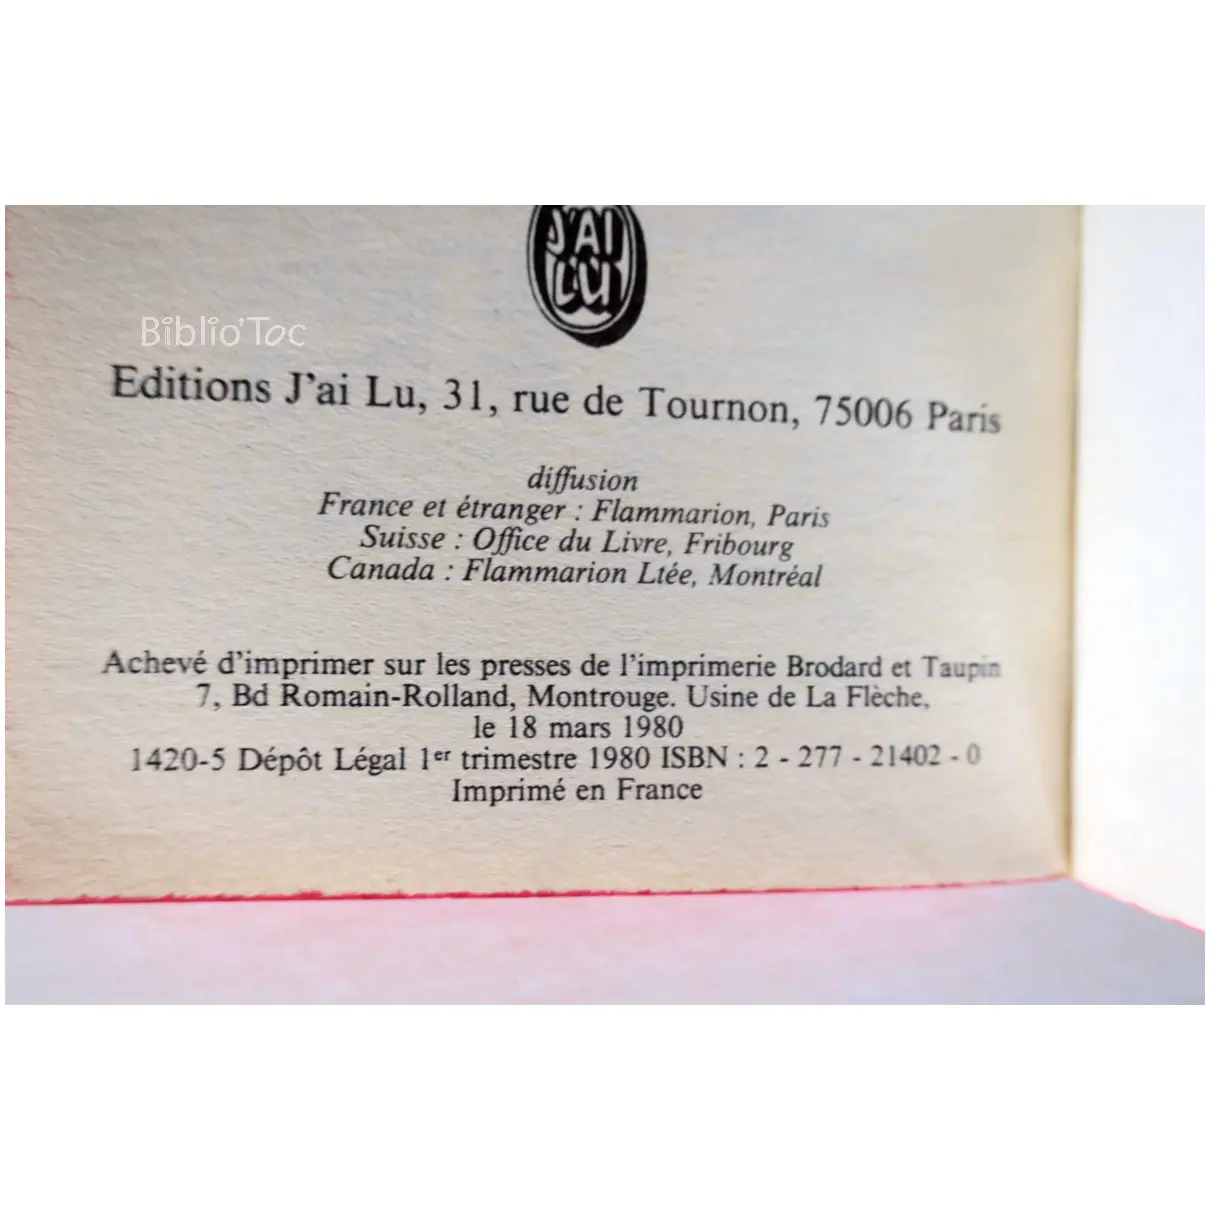 J'AI
LU
Biblio'Toc
Editions J'ai Lu, 31, rue de Tournon, 75006 Paris
diffusion
France et étranger : Flammarion, Paris
Suisse : Office du Livre, Fribourg
Canada : Flammarion Ltée, Montréal
Achevé d'imprimer sur les presses de l'imprimerie Brodard et Taupin
7, Bd Romain-Rolland, Montrouge. Usine de La Flèche,
le 18 mars 1980
1420-5 Dépôt Légal 1er trimestre 1980 ISBN : 2 - 277 - 21402 - 0
Imprimé en France